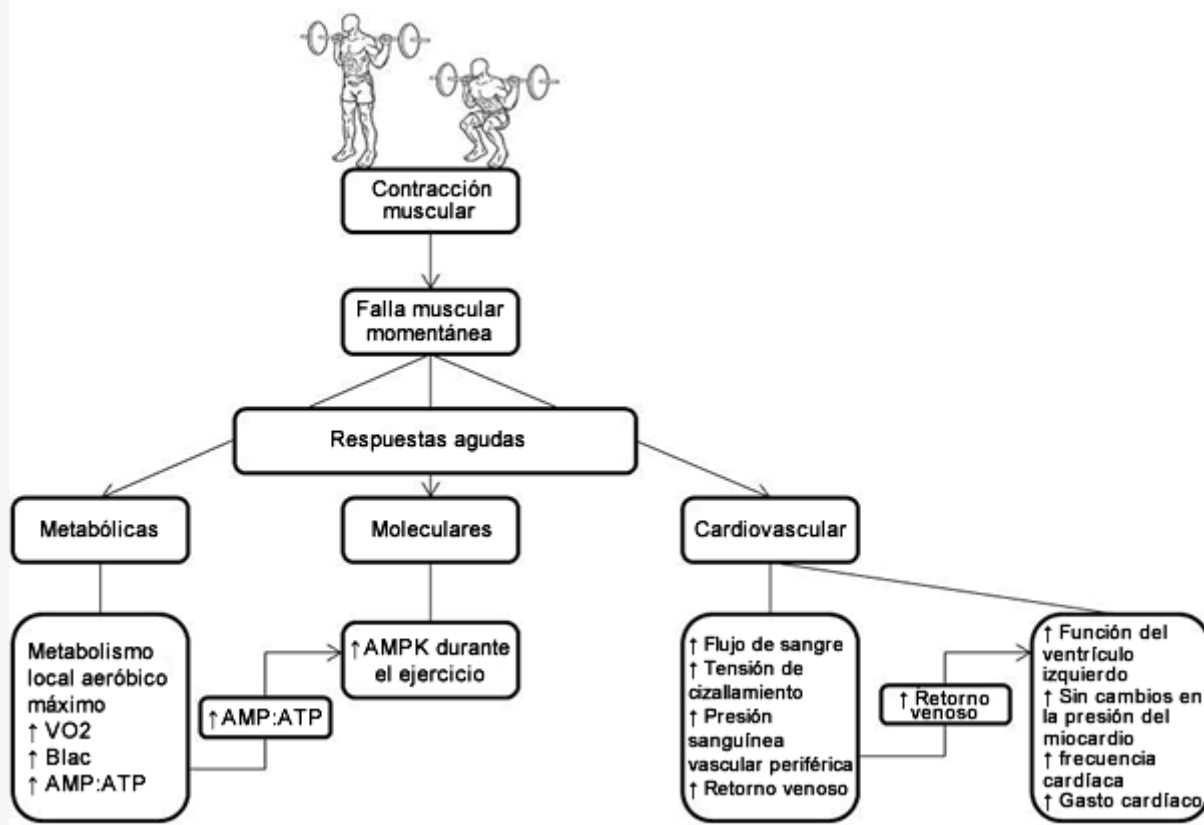 Contracción
muscular
Falla muscular
momentánea
Respuestas agudas
Metabólicas
Moleculares
Cardiovascular
Metabolismo
local aeróbico
máximo
↑ VO2
↑ Blac
↑ AMP:ATP
↑ AMP:ATP
↑ AMPK durante
el ejercicio
↑ Flujo de sangre
↑ Tensión de
cizallamiento
↑ Presión
sanguínea
vascular periférica
↑ Retorno venoso
↑ Retorno
venoso
↑ Función del
ventrículo
izquierdo
↑ Sin cambios en
la presión del
miocardio
↑ frecuencia
cardíaca
↑ Gasto cardíaco